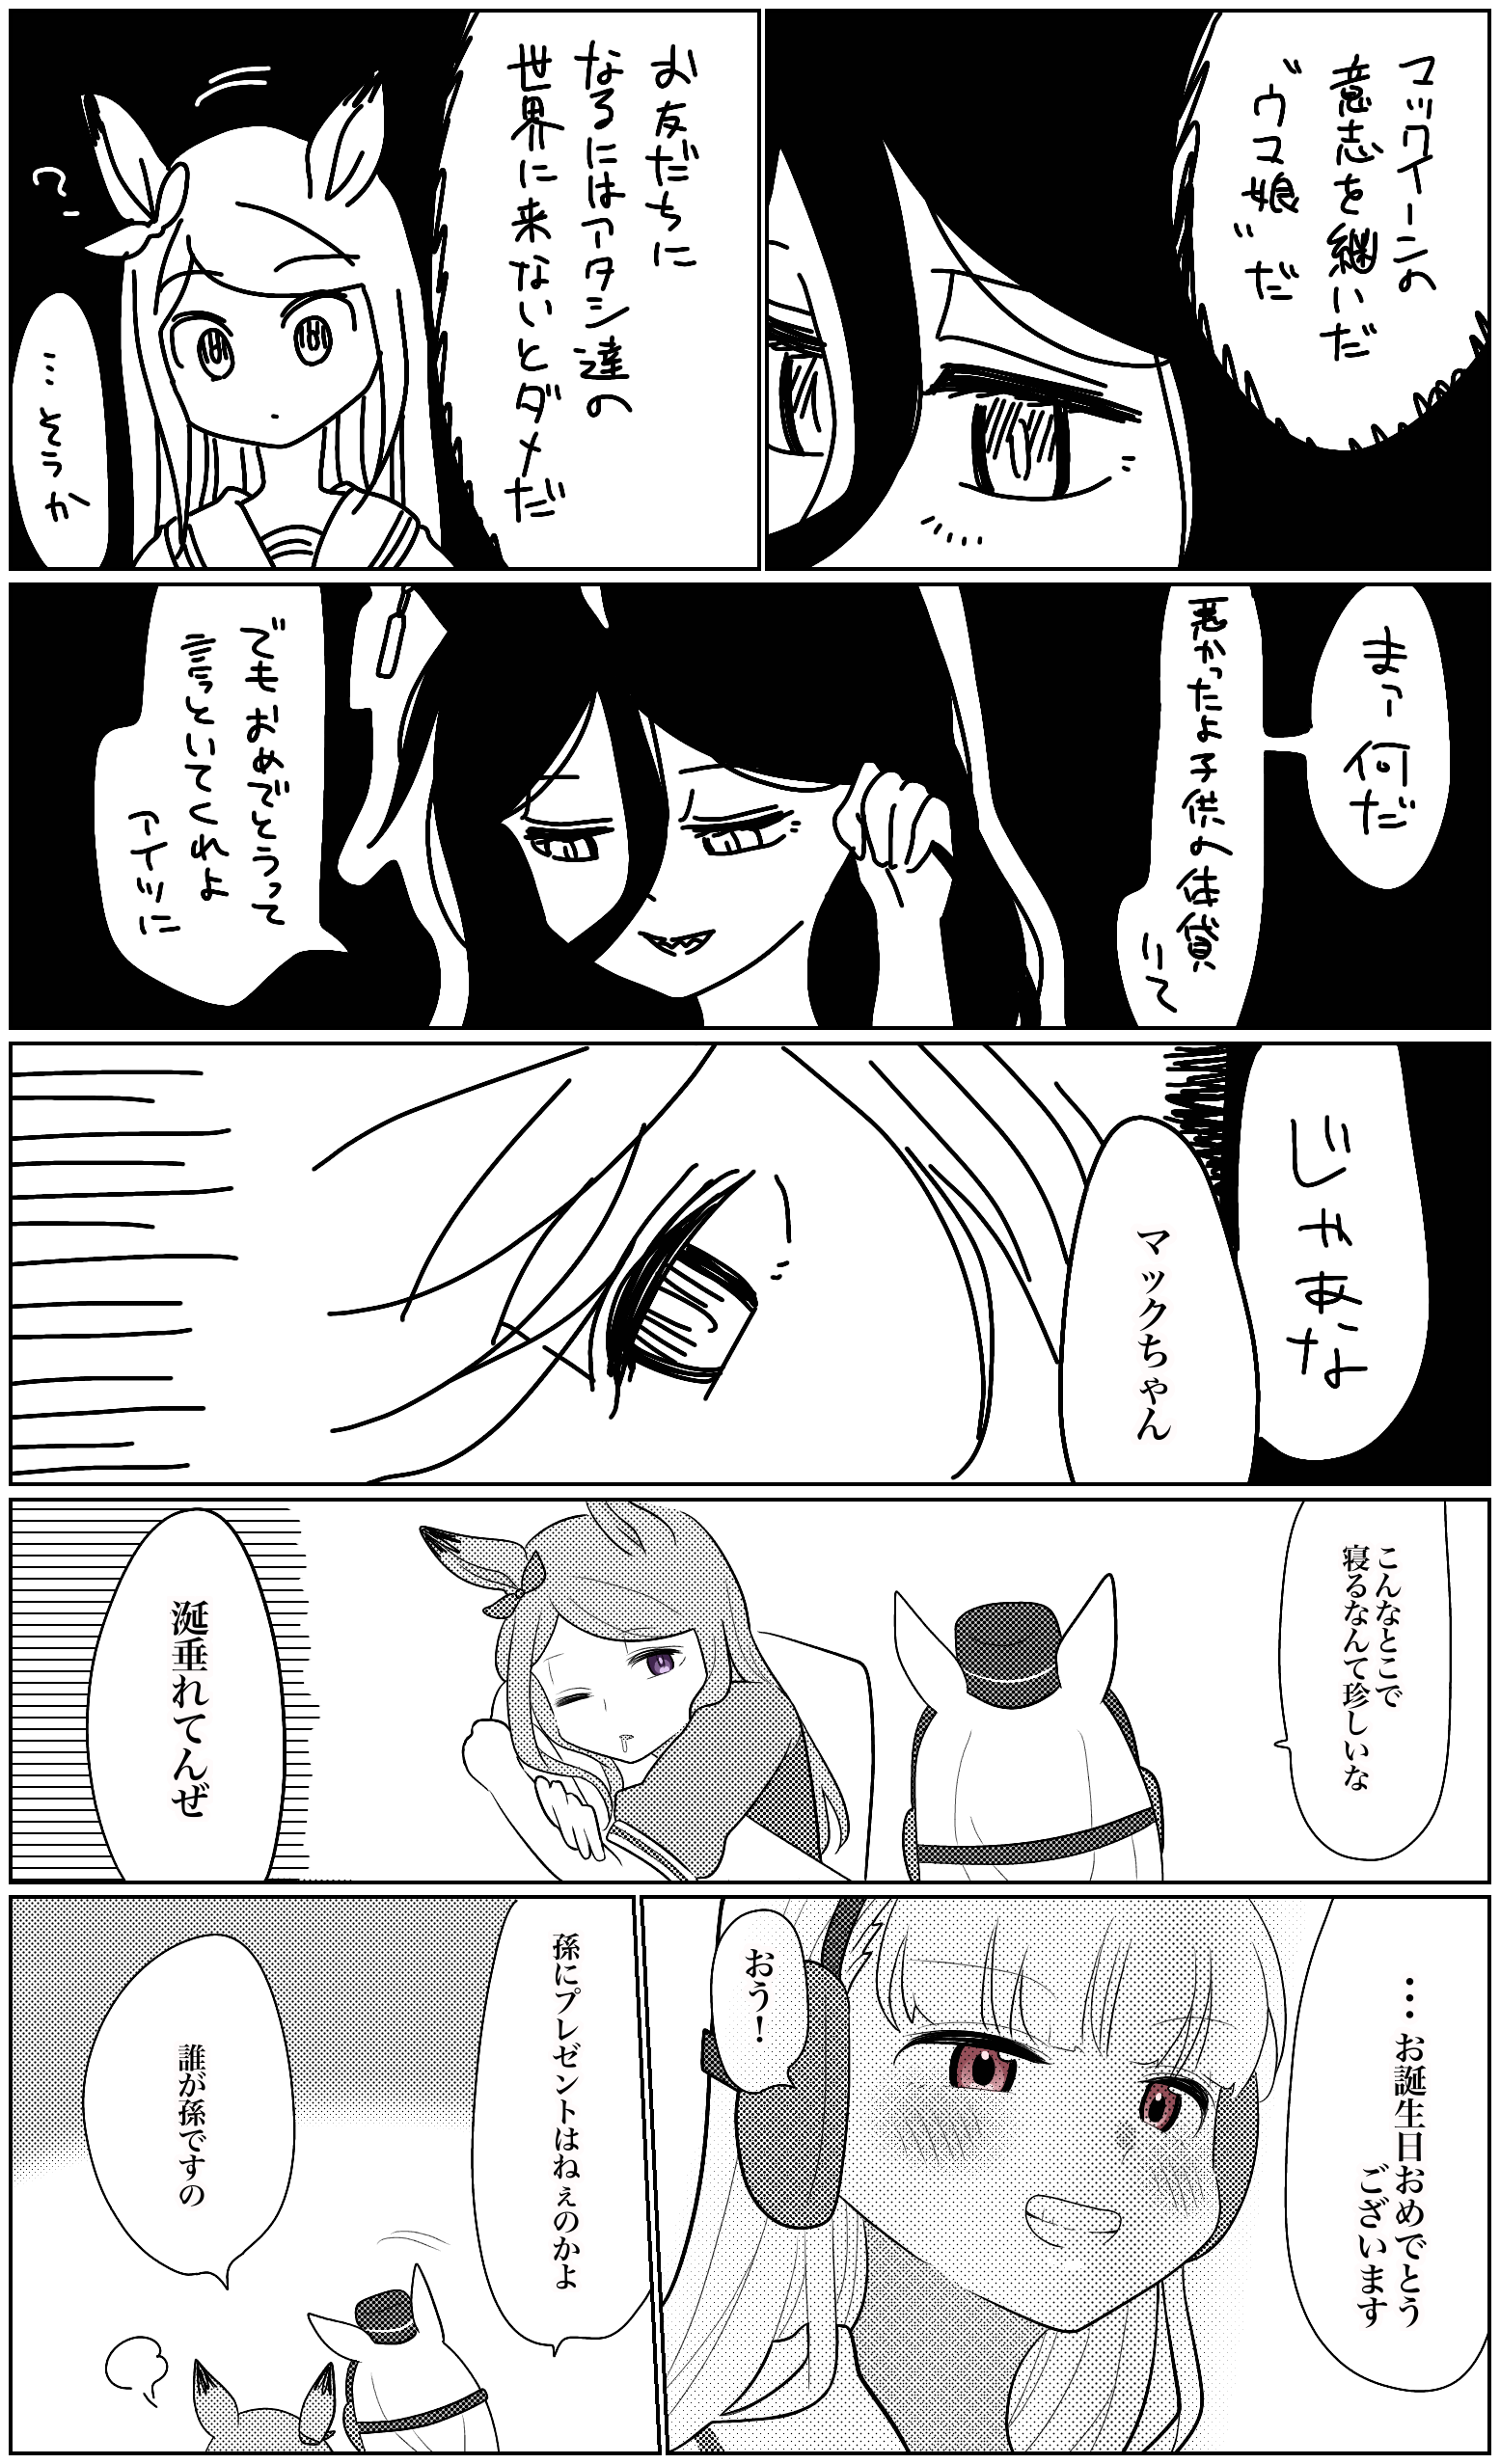 マックイーンの
意志を継いだ
“ウマ娘”だ
お友だちに
なるにはアタシ達の
世界に来ないとダメだ
?
…そうか
まー何だ
悪かったよ子供の体貸
りて
でもおめでとうって
言っといてくれよ
アイツに
じゃあな
マックちゃん
こんなとこで
寝るなんて珍しいな
涎垂れてんぜ
…お誕生日おめでとう
ございます
おう!
孫にプレゼントはねぇのかよ
誰が孫ですの